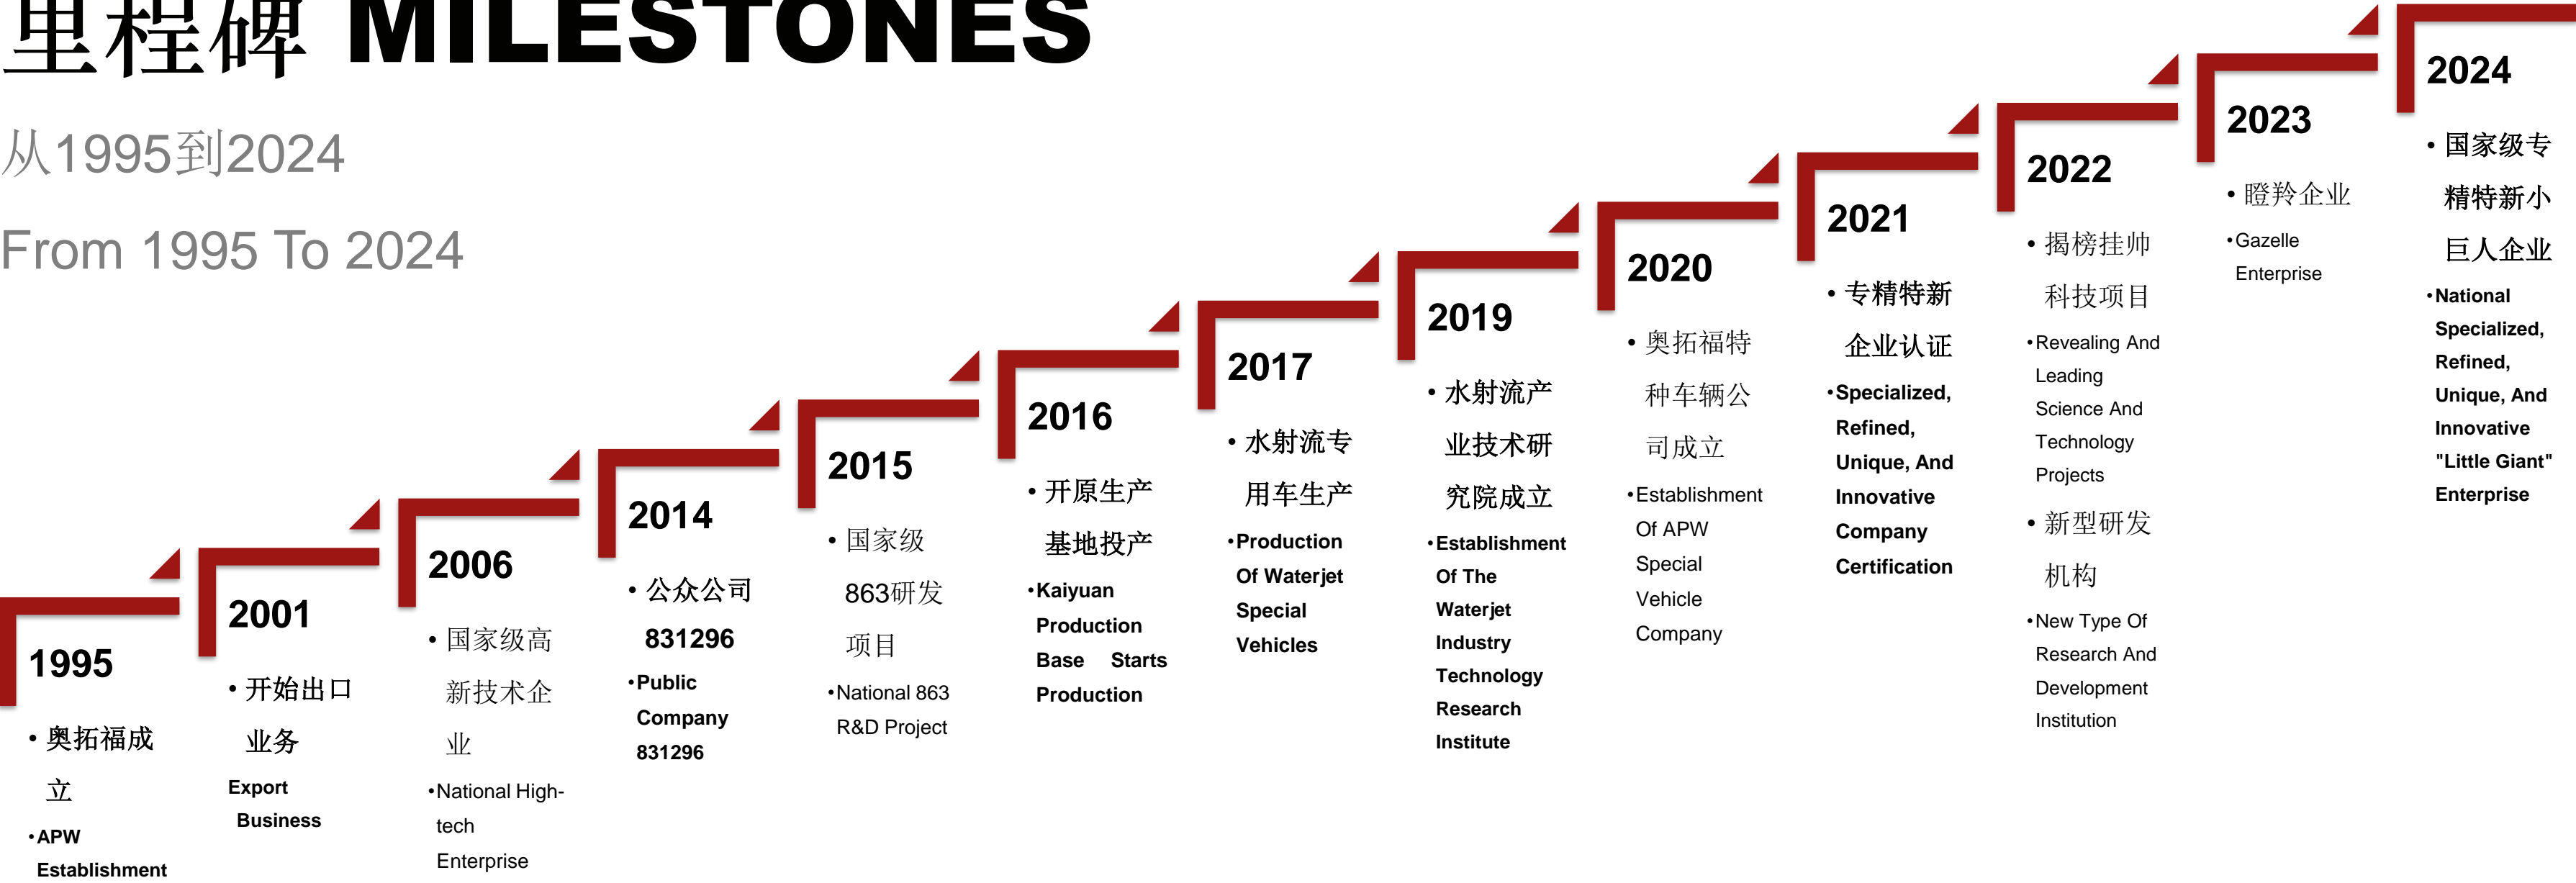 里程碑 MILESTONES
从1995到2024
From 1995 To 2024
1995
• 奥拓福成
立
•APW
Establishment
2001
• 开始出口
业务
Export
Business
2006
• 国家级高
新技术企
业
•National High-
tech
Enterprise
2014
• 公众公司
831296
•Public
Company
831296
2015
• 国家级
863研发
项目
•National 863
R&D Project
2016
• 开原生产
基地投产
•Kaiyuan
Production
Base Starts
Production
2017
• 水射流专
用车生产
•Production
Of Waterjet
Special
Vehicles
2019
• 水射流产
业技术研
究院成立
•Establishment
Of The
Waterjet
Industry
Technology
Research
Institute
2020
• 奥拓福特
种车辆公
司成立
•Establishment
Of APW
Special
Vehicle
Company
2021
• 专精特新
企业认证
•Specialized,
Refined,
Unique, And
Innovative
Company
Certification
2022
• 揭榜挂帅
科技项目
•Revealing And
Leading
Science And
Technology
Projects
• 新型研发
机构
•New Type Of
Research And
Development
Institution
2023
• 瞪羚企业
•Gazelle
Enterprise
2024
• 国家级专
精特新小
巨人企业
•National
Specialized,
Refined,
Unique, And
Innovative
"Little Giant"
Enterprise